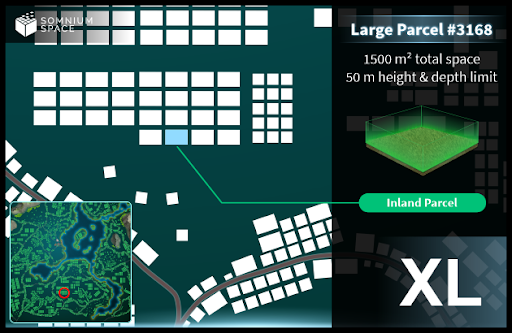 SOMNIUM
SPACE
Large Parcel #3168
1500 m² total space
50 m height & depth limit
Inland Parcel
XL